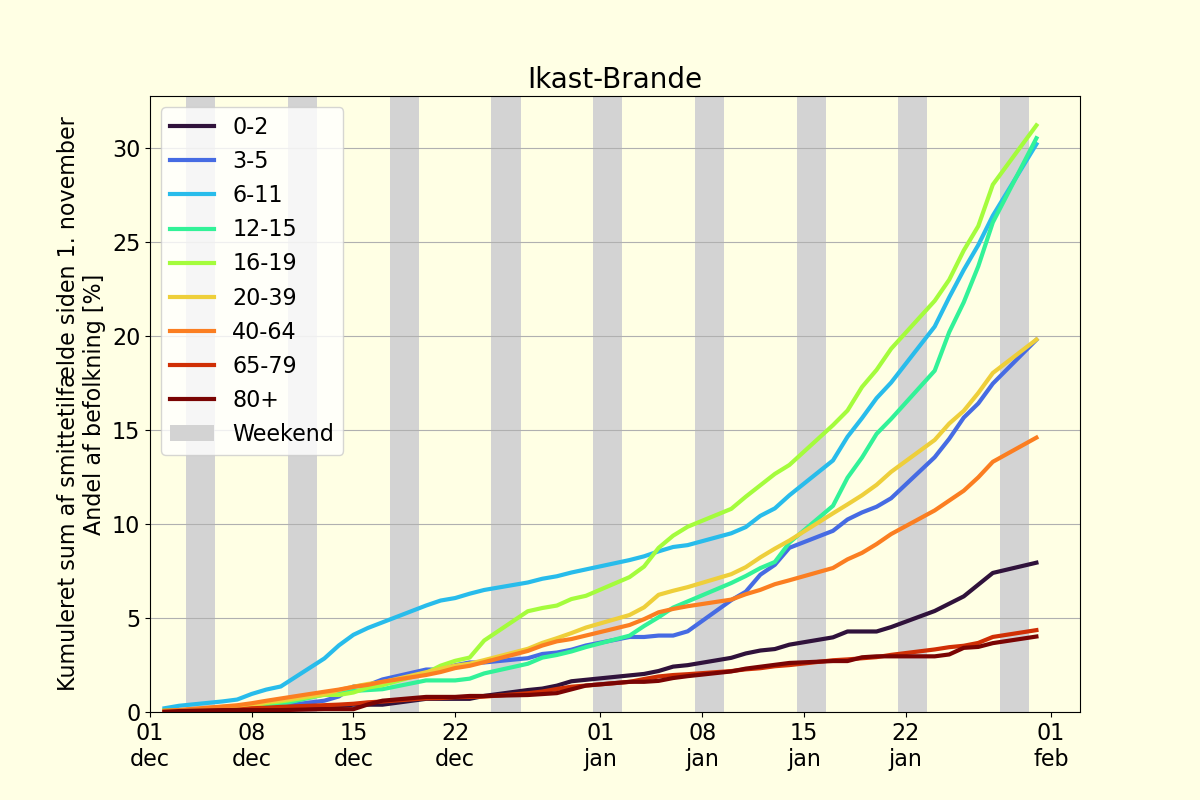 Ikast-Brande
Kumuleret sum af smittetilfælde siden 1. november
Andel af befolkning [%]
30
25
20
15
10
5
0
0-2
3-5
6-11
12-15
16-19
20-39
40-64
65-79
80+
Weekend
01 08 15 22 01 08 15 22 01
dec dec dec dec jan jan jan jan feb